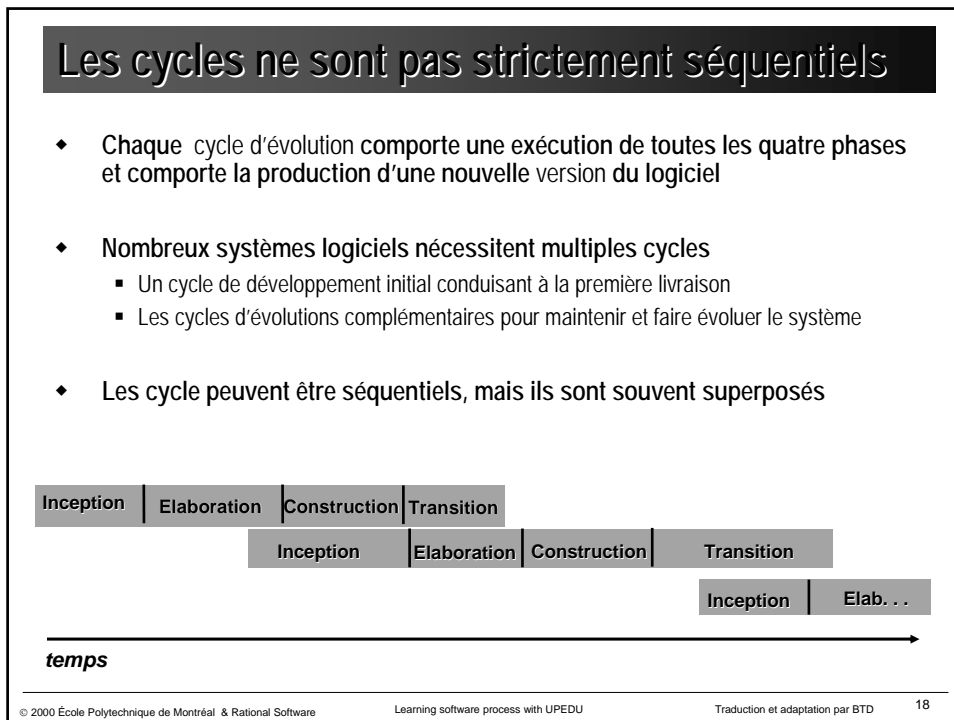 Les cycles ne sont pas strictement séquentiels
◆ Chaque cycle d'évolution comporte une exécution de toutes les quatre phases
et comporte la production d'une nouvelle version du logiciel
◆ Nombreux systèmes logiciels nécessitent multiples cycles
▪ Un cycle de développement initial conduisant à la première livraison
▪ Les cycles d'évolutions complémentaires pour maintenir et faire évoluer le système
◆ Les cycle peuvent être séquentiels, mais ils sont souvent superposés
Inception Elaboration Construction Transition
Inception Elaboration Construction Transition
Inception Elab. . .
temps
© 2000 École Polytechnique de Montréal & Rational Software Learning software process with UPEDU Traduction et adaptation par BTD 18